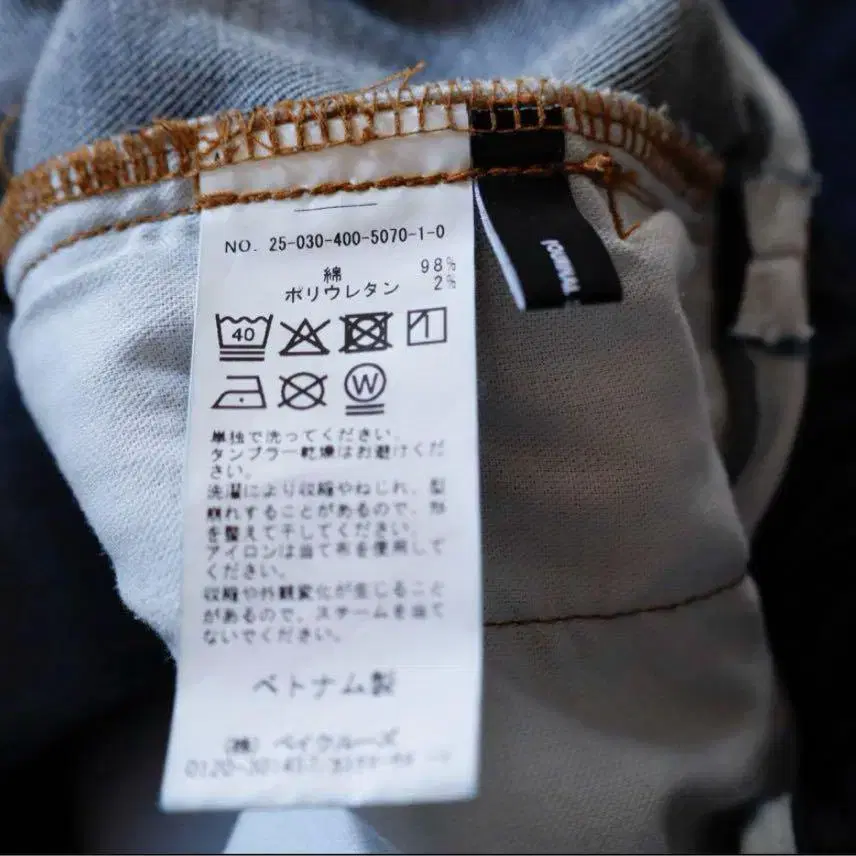 NO. 25-030-400-5070-1-0
綿 98%
ポリウレタン 2%
40
W
単独で洗ってください。
タンブラー乾燥はお避けくだ
さい。
洗濯により収縮やねじれ、型
崩れすることがあるので、形
を整えて干してください。
アイロンは当て布を使用して
ください。
収縮や外観変化が生じること
があるので、スチームを当て
ないでください。
ベトナム製
(株) ベイクルーズ
0120-301-457
JOURNAL